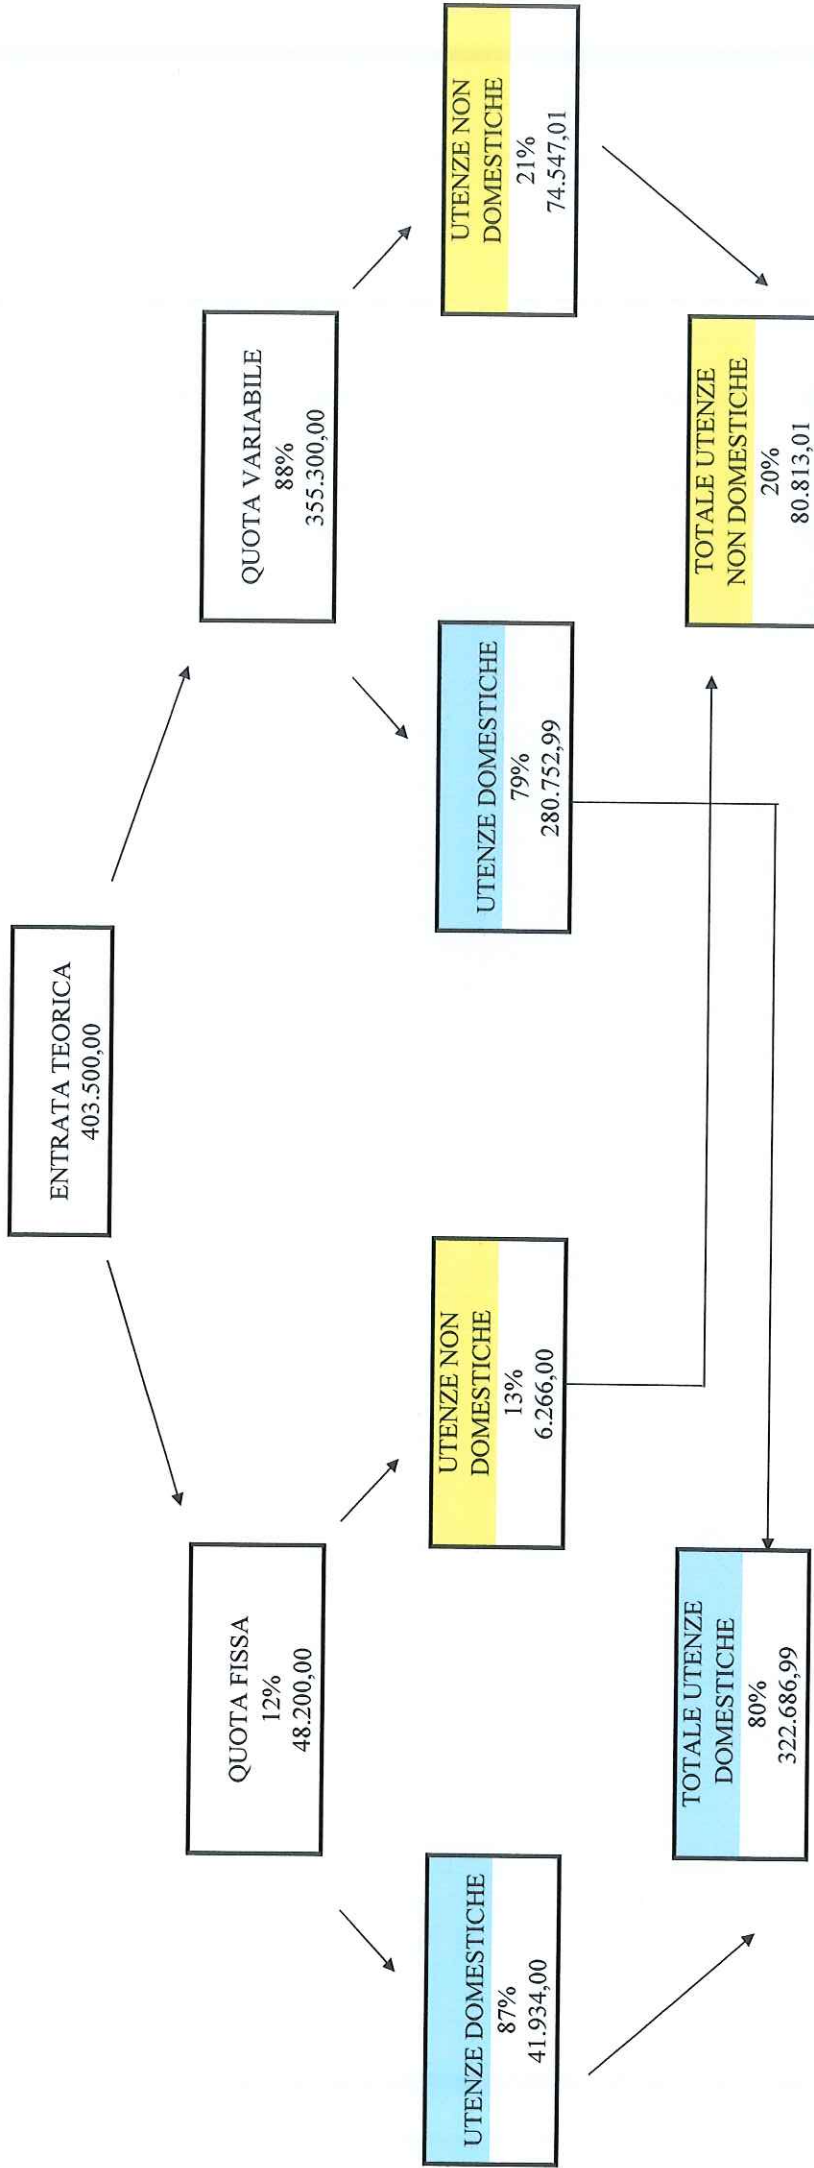 ENTRATA TEORICA
403.500,00
QUOTA FISSA
12%
48.200,00
QUOTA VARIABILE
88%
355.300,00
UTENZE DOMESTICHE
87%
41.934,00
UTENZE NON
DOMESTICHE
13%
6.266,00
UTENZE DOMESTICHE
79%
280.752,99
UTENZE NON
DOMESTICHE
21%
74.547,01
TOTALE UTENZE
DOMESTICHE
80%
322.686,99
TOTALE UTENZE
NON DOMESTICHE
20%
80.813,01